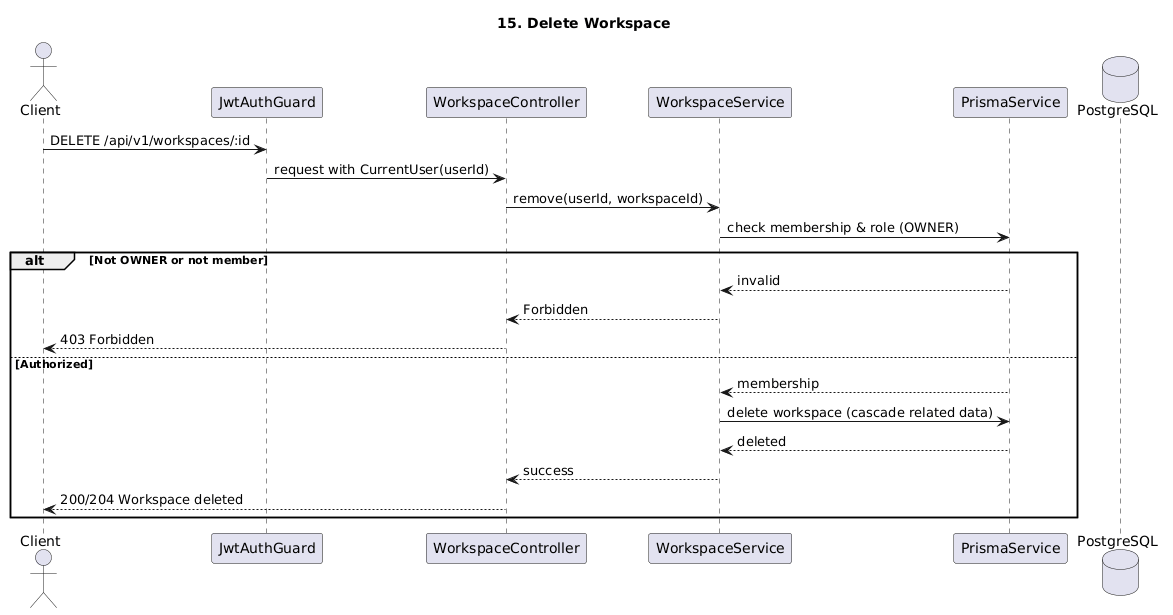 15. Delete Workspace
Client
JwtAuthGuard
WorkspaceController
WorkspaceService
PrismaService
PostgreSQL
DELETE /api/v1/workspaces/:id
request with CurrentUser(userId)
remove(userId, workspaceId)
check membership & role (OWNER)
alt [Not OWNER or not member]
invalid
Forbidden
403 Forbidden
[Authorized]
membership
delete workspace (cascade related data)
deleted
success
200/204 Workspace deleted
Client
JwtAuthGuard
WorkspaceController
WorkspaceService
PrismaService
PostgreSQL